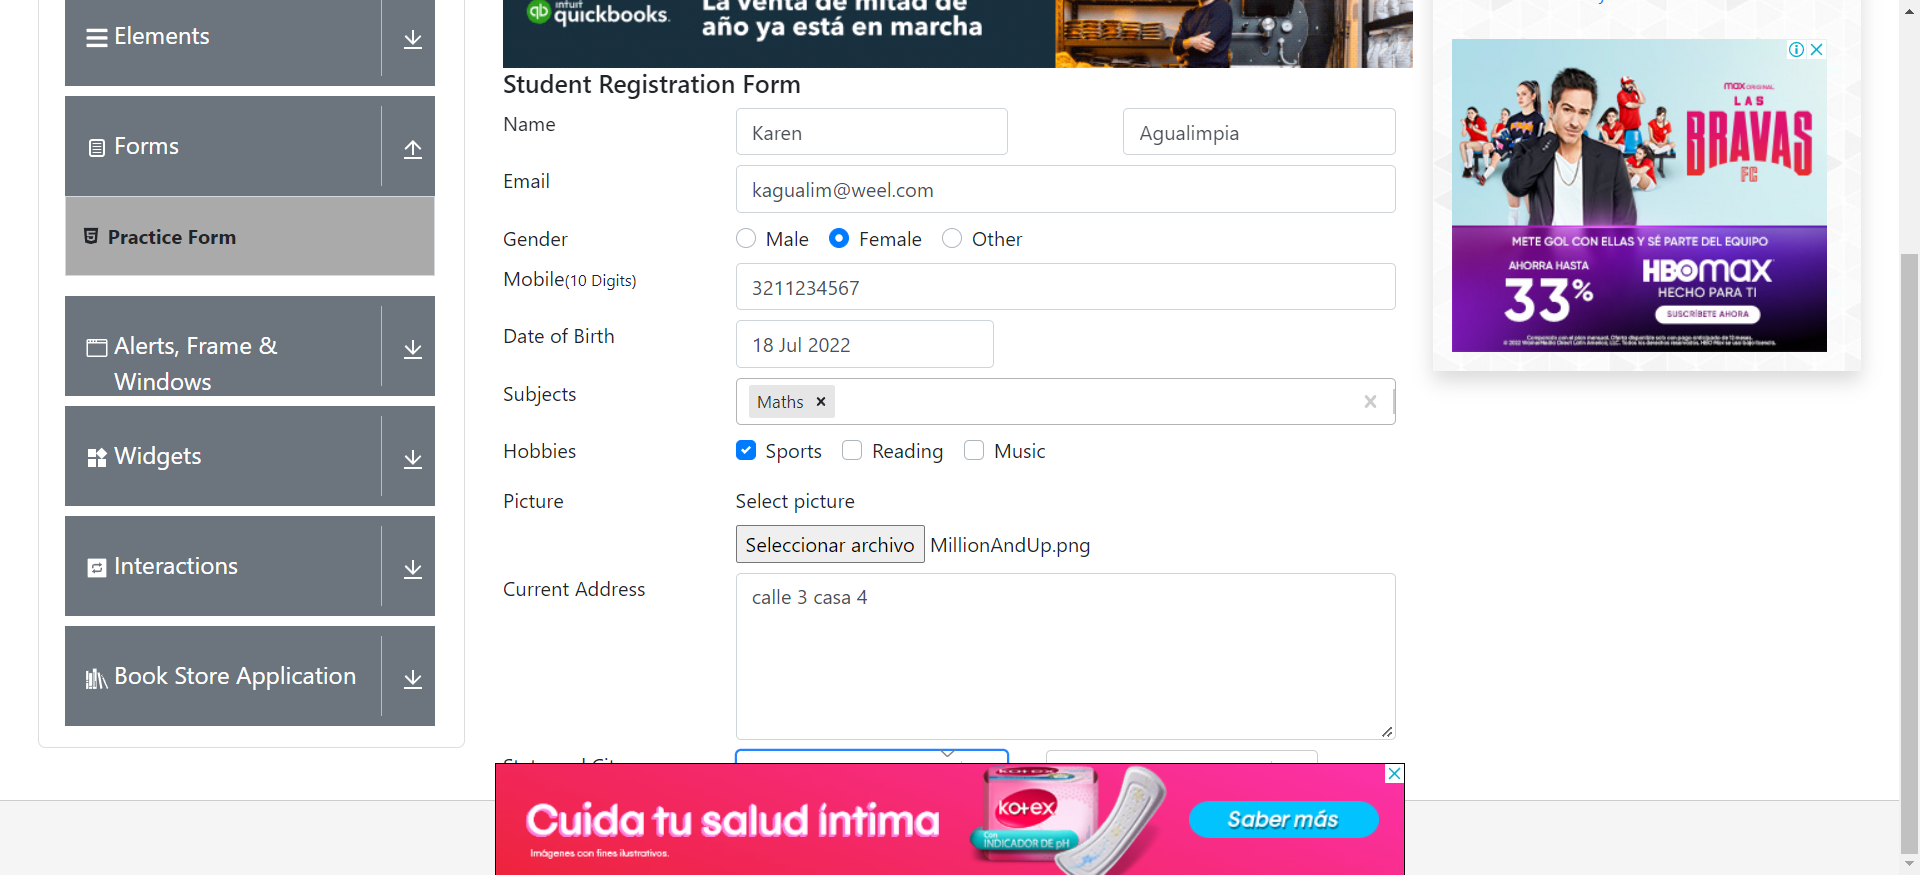 Elements
Forms
Practice Form
Alerts, Frame &
Windows
Widgets
Interactions
Book Store Application
qb intuit
quickbooks.
La venta de mitad de
año ya está en marcha
Student Registration Form
Name
Karen
Agualimpia
Email
kagualim@weel.com
Gender
Male
Female
Other
Mobile(10 Digits)
3211234567
Date of Birth
18 Jul 2022
Subjects
Maths
Hobbies
Sports
Reading
Music
Picture
Select picture
Seleccionar archivo MillionAndUp.png
Current Address
calle 3 casa 4
State and City
Cuida tu salud íntima
Imágenes con fines ilustrativos.
kotex
Con
INDICADOR DE pH
Saber más
max ORIGINAL
LAS
BRAVAS
FC
METE GOL CON ELLAS Y SÉ PARTE DEL EQUIPO
AHORRA HASTA
33%
HBOmax
HECHO PARA TI
SUSCRÍBETE AHORA